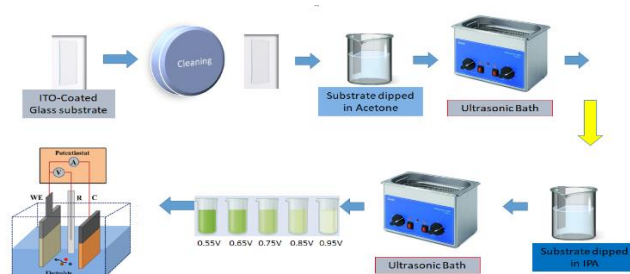 Cleaning
ITO-Coated
Glass substrate
Substrate dipped
in Acetone
Ultrasonic Bath
Potentiostat
A
V
WE
R
C
0.55V
0.65V
0.75V
0.85V
0.95V
Ultrasonic Bath
Substrate dipped
in IPA
Electrolyte